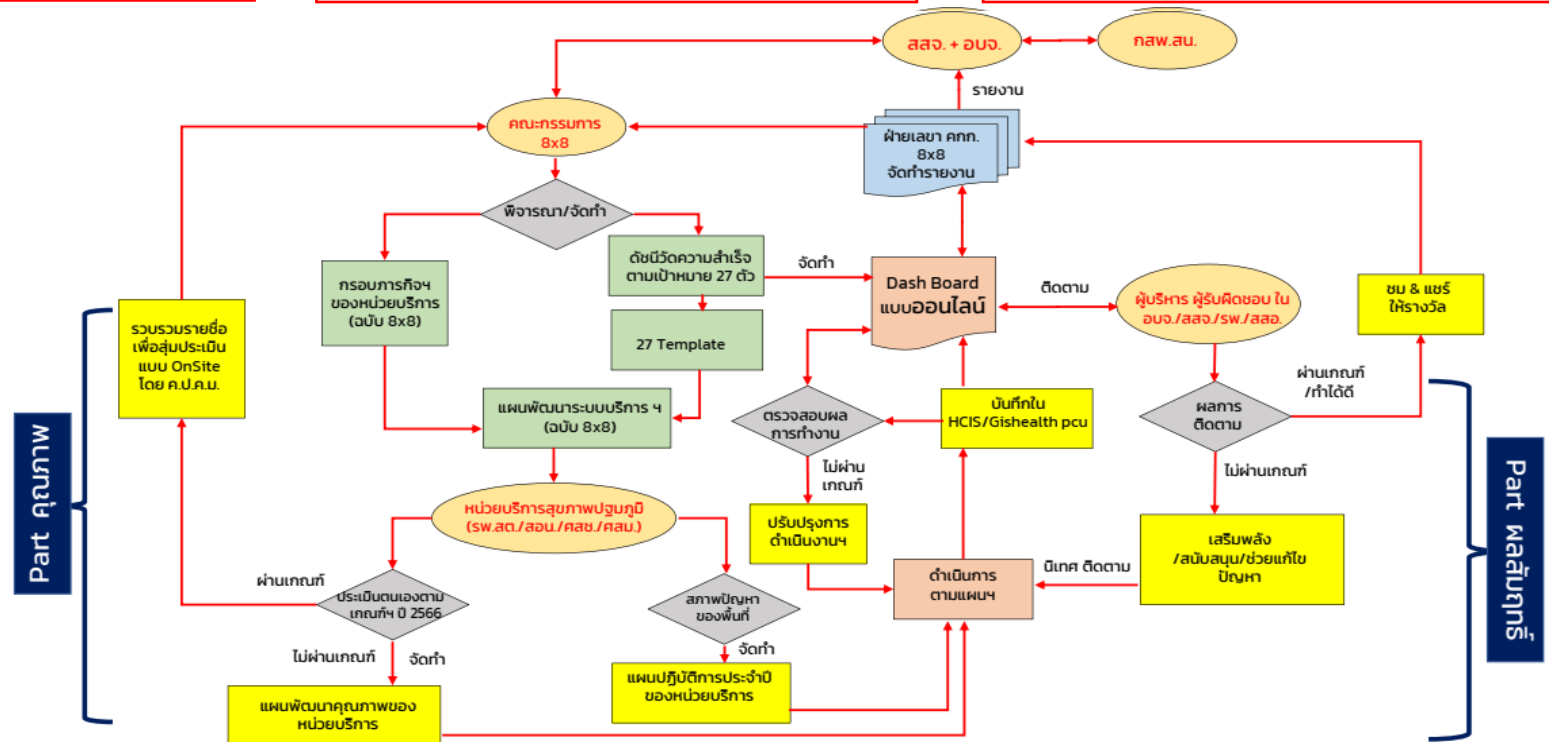 สสจ. + อบจ.
กสพ.สน.
รายงาน
คณะกรรมการ
8x8
ฝ่ายเลขา คกก.
8x8
จัดทำรายงาน
พิจารณา/จัดทำ
กรอบภารกิจฯ
ของหน่วยบริการ
(ฉบับ 8x8)
ดัชนีวัดความสำเร็จ
ตามเป้าหมาย 27 ตัว
จัดทำ
Dash Board
แบบออนไลน์
ติดตาม
ผู้บริหาร ผู้รับผิดชอบ ใน
อบจ./สสจ./รพ./สสอ.
ชม & แชร์
ให้รางวัล
รวบรวมรายชื่อ
เพื่อสุ่มประเมิน
แบบ OnSite
โดย ค.ป.ค.ม.
27 Template
แผนพัฒนาระบบบริการ ฯ
(ฉบับ 8x8)
ตรวจสอบผล
การทำงาน
บันทึกใน
HCIS/Gishealth pcu
ผลการ
ติดตาม
ผ่านเกณฑ์
/ทำได้ดี
ไม่ผ่าน
เกณฑ์
ไม่ผ่านเกณฑ์
Part คุณภาพ
Part ผลสัมฤทธิ์
หน่วยบริการสุขภาพปฐมภูมิ
(รพ.สต./สอน./ศสช./ศสม.)
ปรับปรุงการ
ดำเนินงานฯ
เสริมพลัง
/สนับสนุน/ช่วยแก้ไข
ปัญหา
นิเทศ ติดตาม
ดำเนินการ
ตามแผนฯ
ผ่านเกณฑ์
ประเมินตนเองตาม
เกณฑ์ฯ ปี 2566
สภาพปัญหา
ของพื้นที่
ไม่ผ่านเกณฑ์
จัดทำ
จัดทำ
แผนพัฒนาคุณภาพของ
หน่วยบริการ
แผนปฏิบัติการประจำปี
ของหน่วยบริการ